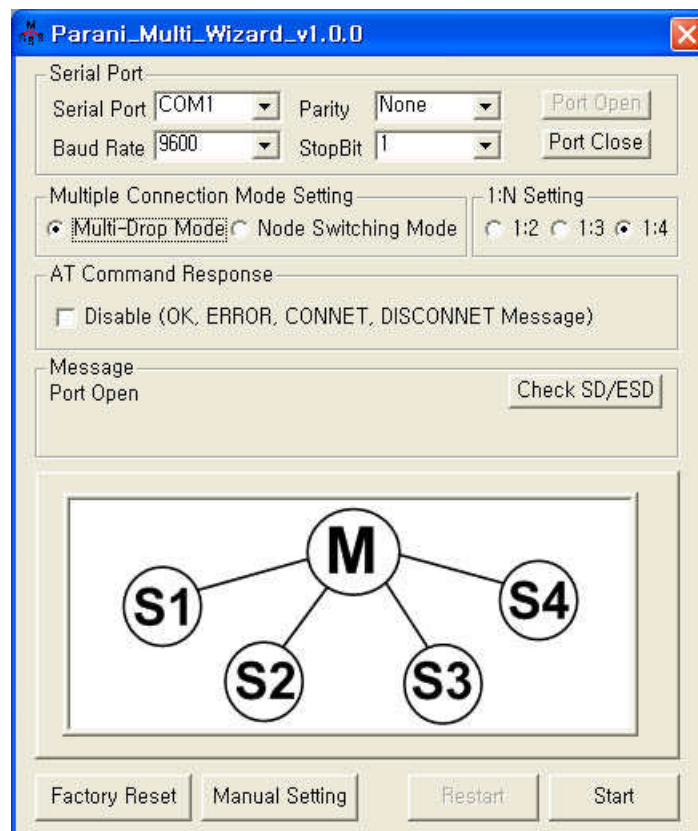 Parani_Multi_Wizard_v1.0.0
Serial Port
Serial Port COM1 Parity None Port Open
Baud Rate 9600 StopBit 1 Port Close
Multiple Connection Mode Setting 1:N Setting
Multi-Drop Mode Node Switching Mode 1:2 1:3 1:4
AT Command Response
Disable (OK, ERROR, CONNET, DISCONNET Message)
Message
Port Open Check SD/ESD
M
S1 S4
S2 S3
Factory Reset Manual Setting Restart Start